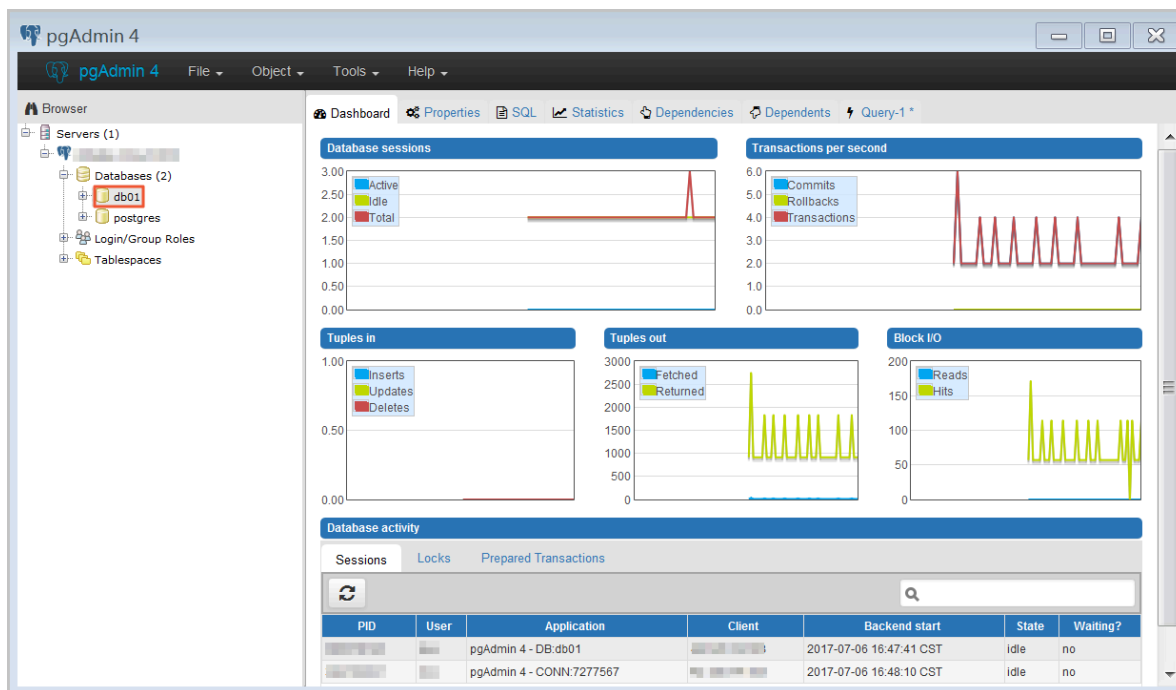 pgAdmin 4
pgAdmin 4 File Object Tools Help
Browser
Servers (1)
Databases (2)
db01
postgres
Login/Group Roles
Tablespaces
Dashboard Properties SQL Statistics Dependencies Dependents Query-1 *
Database sessions
3.00
2.50
2.00
1.50
1.00
0.50
0.00
Active
Idle
Total
Transactions per second
6.0
5.0
4.0
3.0
2.0
1.0
0.0
Commits
Rollbacks
Transactions
Tuples in
1.00
0.50
0.00
Inserts
Updates
Deletes
Tuples out
3000
2500
2000
1500
1000
500
0
Fetched
Returned
Block I/O
200
150
100
50
0
Reads
Hits
Database activity
Sessions Locks Prepared Transactions
PID User Application Client Backend start State Waiting?
pgAdmin 4 - DB:db01 2017-07-06 16:47:41 CST idle no
pgAdmin 4 - CONN:7277567 2017-07-06 16:48:10 CST idle no